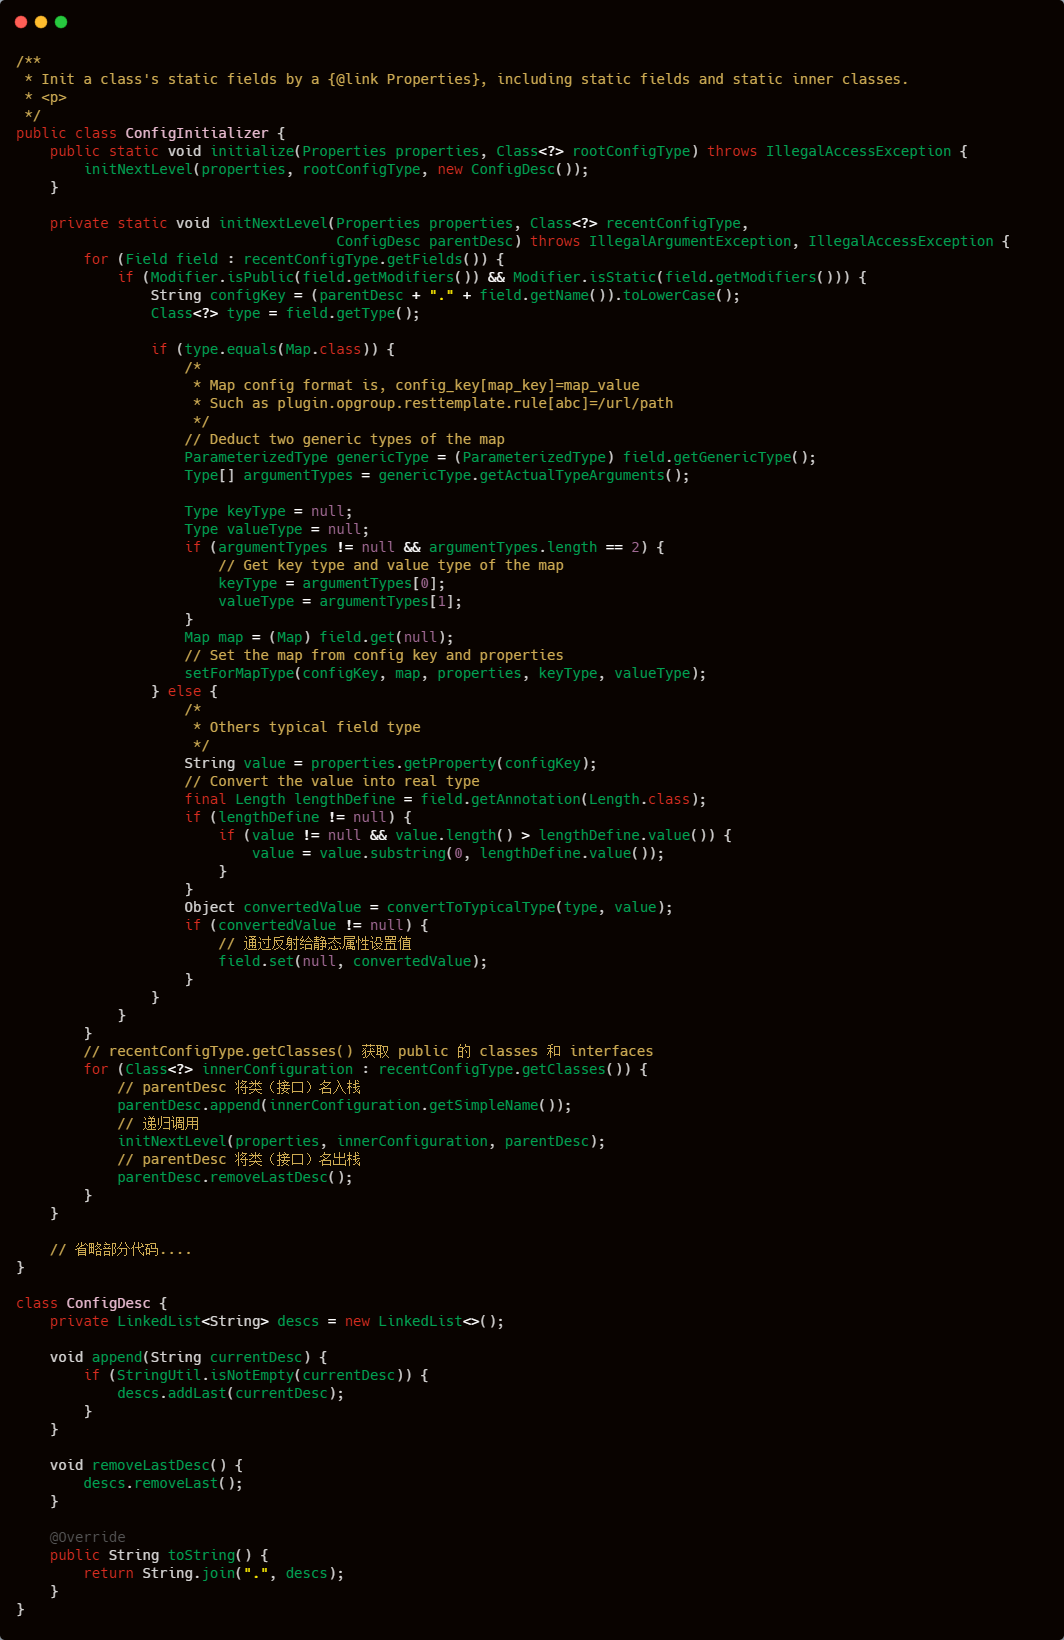 /**
 * Init a class's static fields by a {@link Properties}, including static fields and static inner classes.
 * <p>
 */
public class ConfigInitializer {
    public static void initialize(Properties properties, Class<?> rootConfigType) throws IllegalAccessException {
        initNextLevel(properties, rootConfigType, new ConfigDesc());
    }

    private static void initNextLevel(Properties properties, Class<?> recentConfigType,
                                      ConfigDesc parentDesc) throws IllegalArgumentException, IllegalAccessException {
        for (Field field : recentConfigType.getFields()) {
            if (Modifier.isPublic(field.getModifiers()) && Modifier.isStatic(field.getModifiers())) {
                String configKey = (parentDesc + "." + field.getName()).toLowerCase();
                Class<?> type = field.getType();

                if (type.equals(Map.class)) {
                    /*
                     * Map config format is, config_key[map_key]=map_value
                     * Such as plugin.opgroup.resttemplate.rule[abc]=/url/path
                     */
                    // Deduct two generic types of the map
                    ParameterizedType genericType = (ParameterizedType) field.getGenericType();
                    Type[] argumentTypes = genericType.getActualTypeArguments();

                    Type keyType = null;
                    Type valueType = null;
                    if (argumentTypes != null && argumentTypes.length == 2) {
                        // Get key type and value type of the map
                        keyType = argumentTypes[0];
                        valueType = argumentTypes[1];
                    }
                    Map map = (Map) field.get(null);
                    // Set the map from config key and properties
                    setForMapType(configKey, map, properties, keyType, valueType);
                } else {
                    /*
                     * Others typical field type
                     */
                    String value = properties.getProperty(configKey);
                    // Convert the value into real type
                    final Length lengthDefine = field.getAnnotation(Length.class);
                    if (lengthDefine != null) {
                        if (value != null && value.length() > lengthDefine.value()) {
                            value = value.substring(0, lengthDefine.value());
                        }
                    }
                    Object convertedValue = convertToTypicalType(type, value);
                    if (convertedValue != null) {
                        // 通过反射给静态属性设置值
                        field.set(null, convertedValue);
                    }
                }
            }
        }
        // recentConfigType.getClasses() 获取 public 的 classes 和 interfaces
        for (Class<?> innerConfiguration : recentConfigType.getClasses()) {
            // parentDesc 将类（接口）名入栈
            parentDesc.append(innerConfiguration.getSimpleName());
            // 递归调用
            initNextLevel(properties, innerConfiguration, parentDesc);
            // parentDesc 将类（接口）名出栈
            parentDesc.removeLastDesc();
        }
    }

    // 省略部分代码....
}

class ConfigDesc {
    private LinkedList<String> descs = new LinkedList<>();

    void append(String currentDesc) {
        if (StringUtil.isNotEmpty(currentDesc)) {
            descs.addLast(currentDesc);
        }
    }

    void removeLastDesc() {
        descs.removeLast();
    }

    @Override
    public String toString() {
        return String.join(".", descs);
    }
}